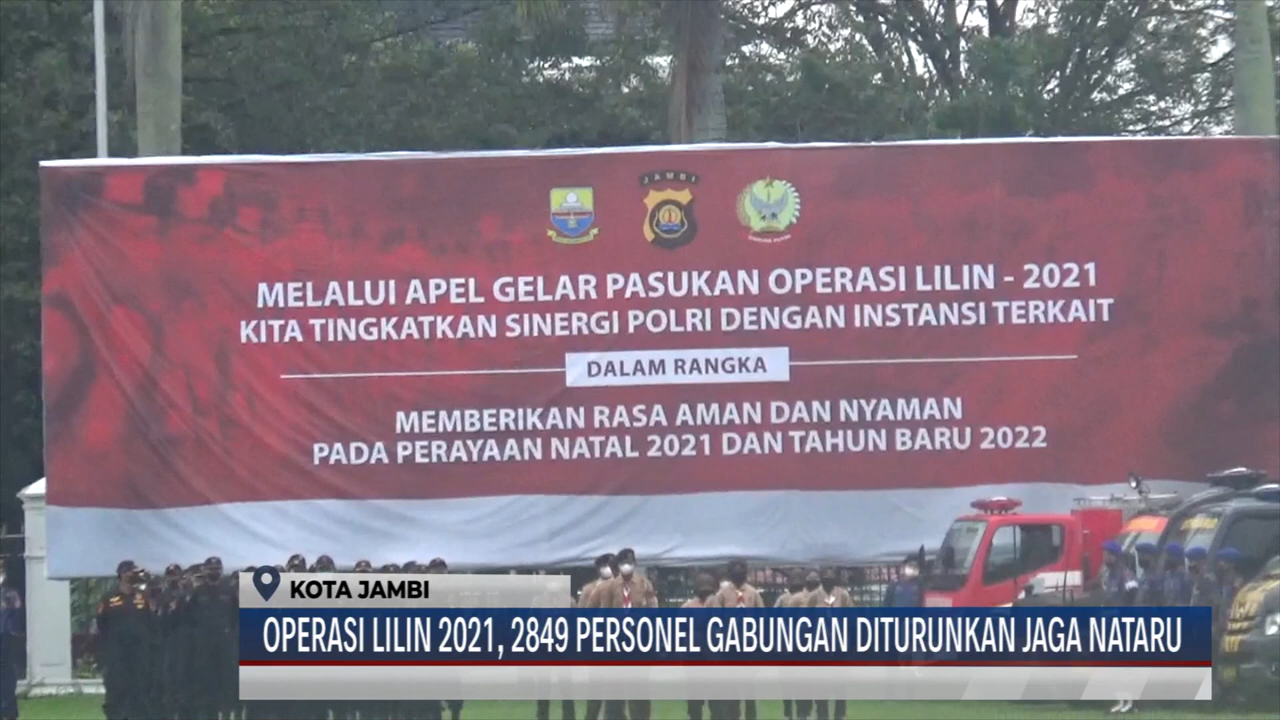 JAMBI
MELALUI APEL GELAR PASUKAN OPERASI LILIN - 2021
KITA TINGKATKAN SINERGI POLRI DENGAN INSTANSI TERKAIT
DALAM RANGKA
MEMBERIKAN RASA AMAN DAN NYAMAN
PADA PERAYAAN NATAL 2021 DAN TAHUN BARU 2022
KOTA JAMBI
OPERASI LILIN 2021, 2849 PERSONEL GABUNGAN DITURUNKAN JAGA NATARU